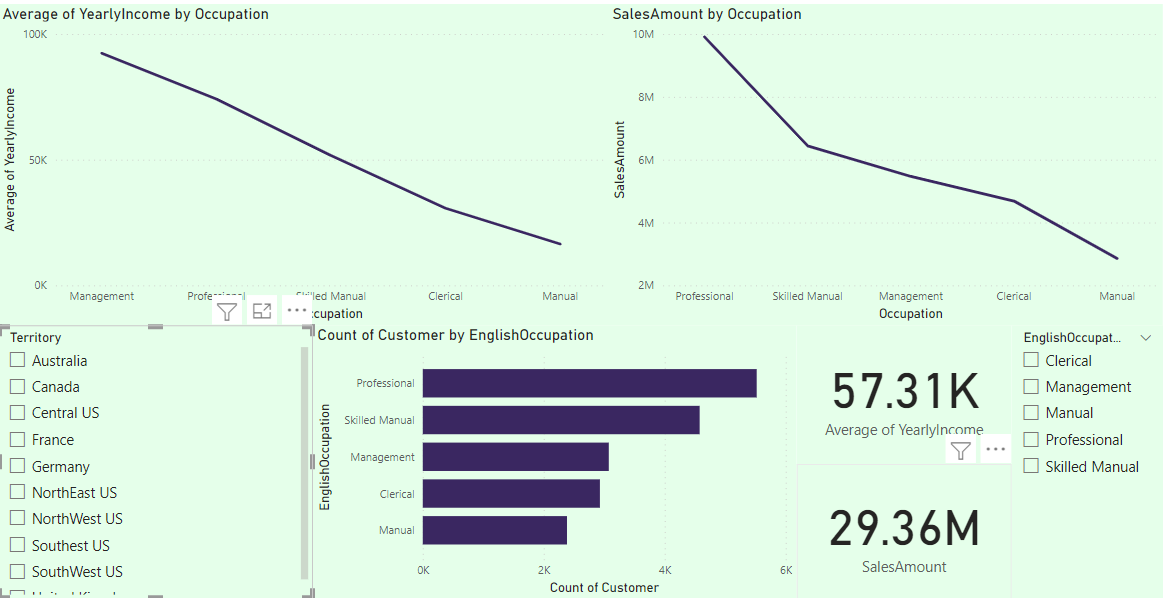 Average of YearlyIncome by Occupation
100K
50K
0K
Average of YearlyIncome
Management
Skilled Manual
Clerical
Manual
SalesAmount by Occupation
10M
8M
6M
4M
2M
SalesAmount
Professional
Skilled Manual
Management
Clerical
Manual
Occupation
Territory
Australia
Canada
Central US
France
Germany
NorthEast US
NorthWest US
Southest US
SouthWest US
Count of Customer by EnglishOccupation
EnglishOccupation
Professional
Skilled Manual
Management
Clerical
Manual
0K
2K
4K
6K
Count of Customer
57.31K
Average of YearlyIncome
29.36M
SalesAmount
EnglishOccupat...
Clerical
Management
Manual
Professional
Skilled Manual